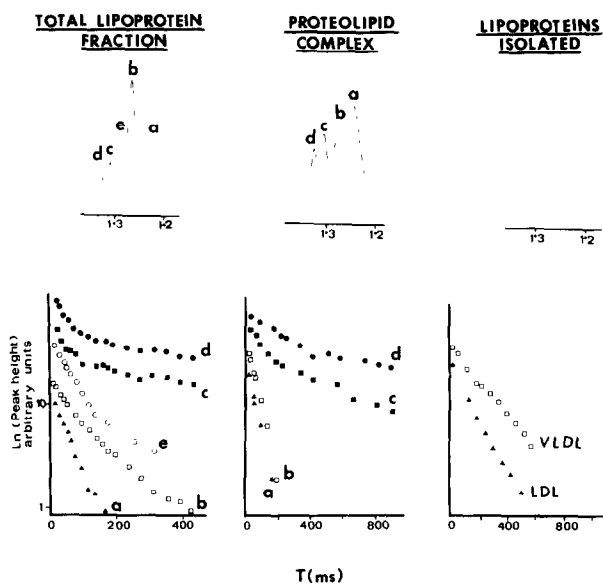 TOTAL LIPOPROTEIN
FRACTION
PROTEOLIPID
COMPLEX
LIPOPROTEINS
ISOLATED
b
e
a
d
c
1·3
1·2
a
b
c
d
1·3
1·2
1·3
1·2
Ln (Peak height)
arbitrary units
10
1
d
c
e
b
a
0
200
400
d
c
b
a
0
400
800
VLDL
LDL
0
400
800
T(ms)